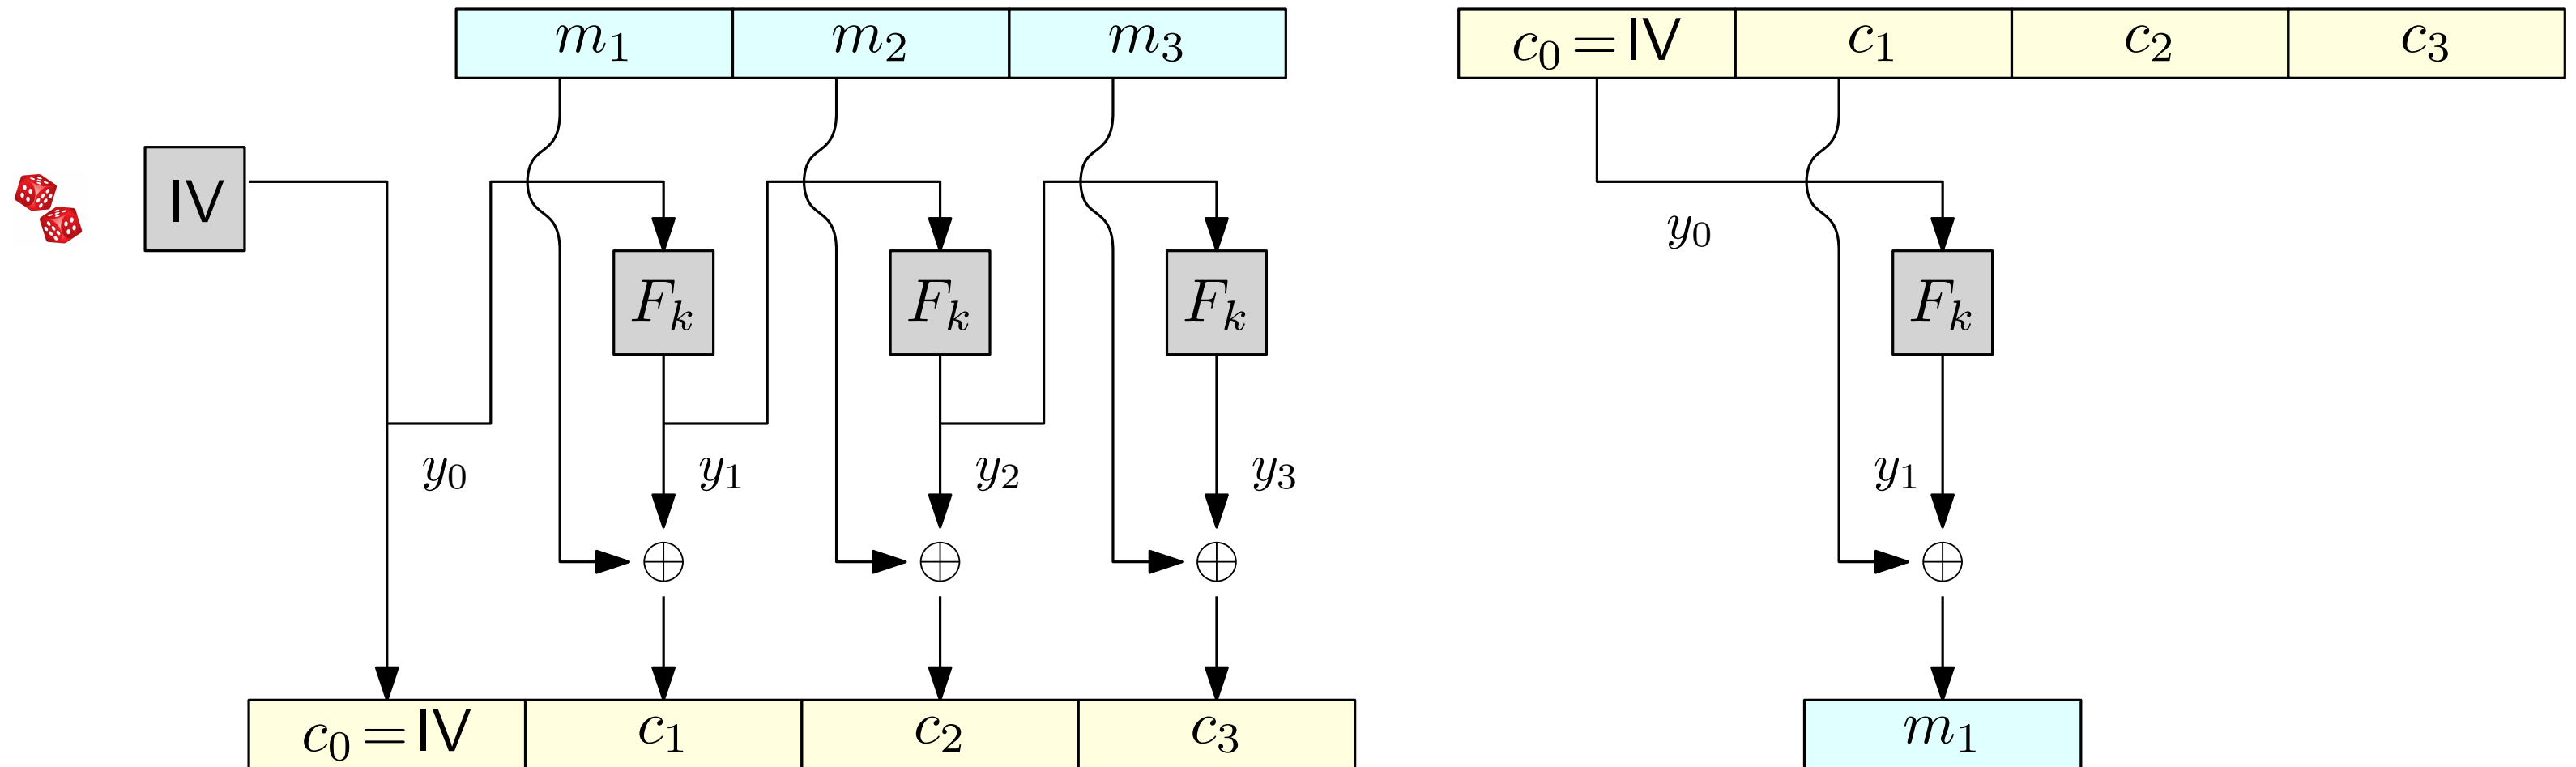 m₁ m₂ m₃ c₀ = IV c₁ c₂ c₃
IV
y₀
Fₖ Fₖ Fₖ Fₖ
y₀ y₁ y₂ y₃ y₁
c₀ = IV c₁ c₂ c₃ m₁